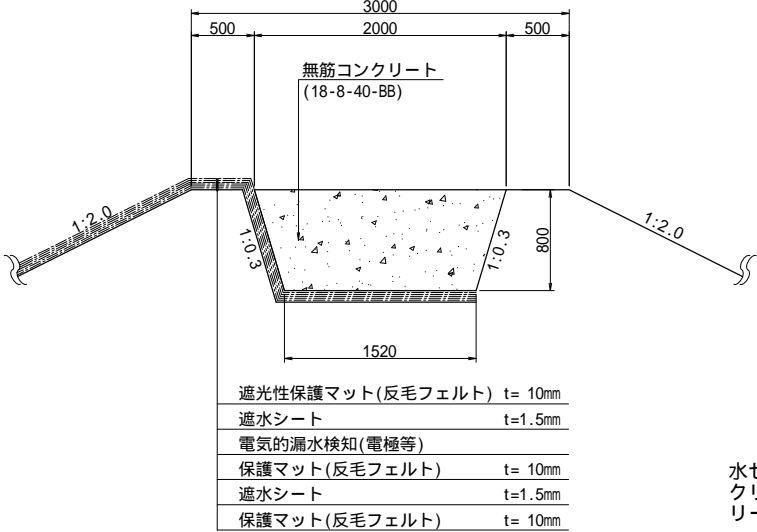 3000
500 2000 500
無筋コンクリート
(18-8-40-BB)
1:2.0
1:0.3
1:0.3
800
1:2.0
1520
遮光性保護マット(反毛フェルト) t= 10mm
遮水シート t=1.5mm
電気的漏水検知(電極等)
保護マット(反毛フェルト) t= 10mm
遮水シート t=1.5mm
保護マット(反毛フェルト) t= 10mm
水セ
クリ
リー